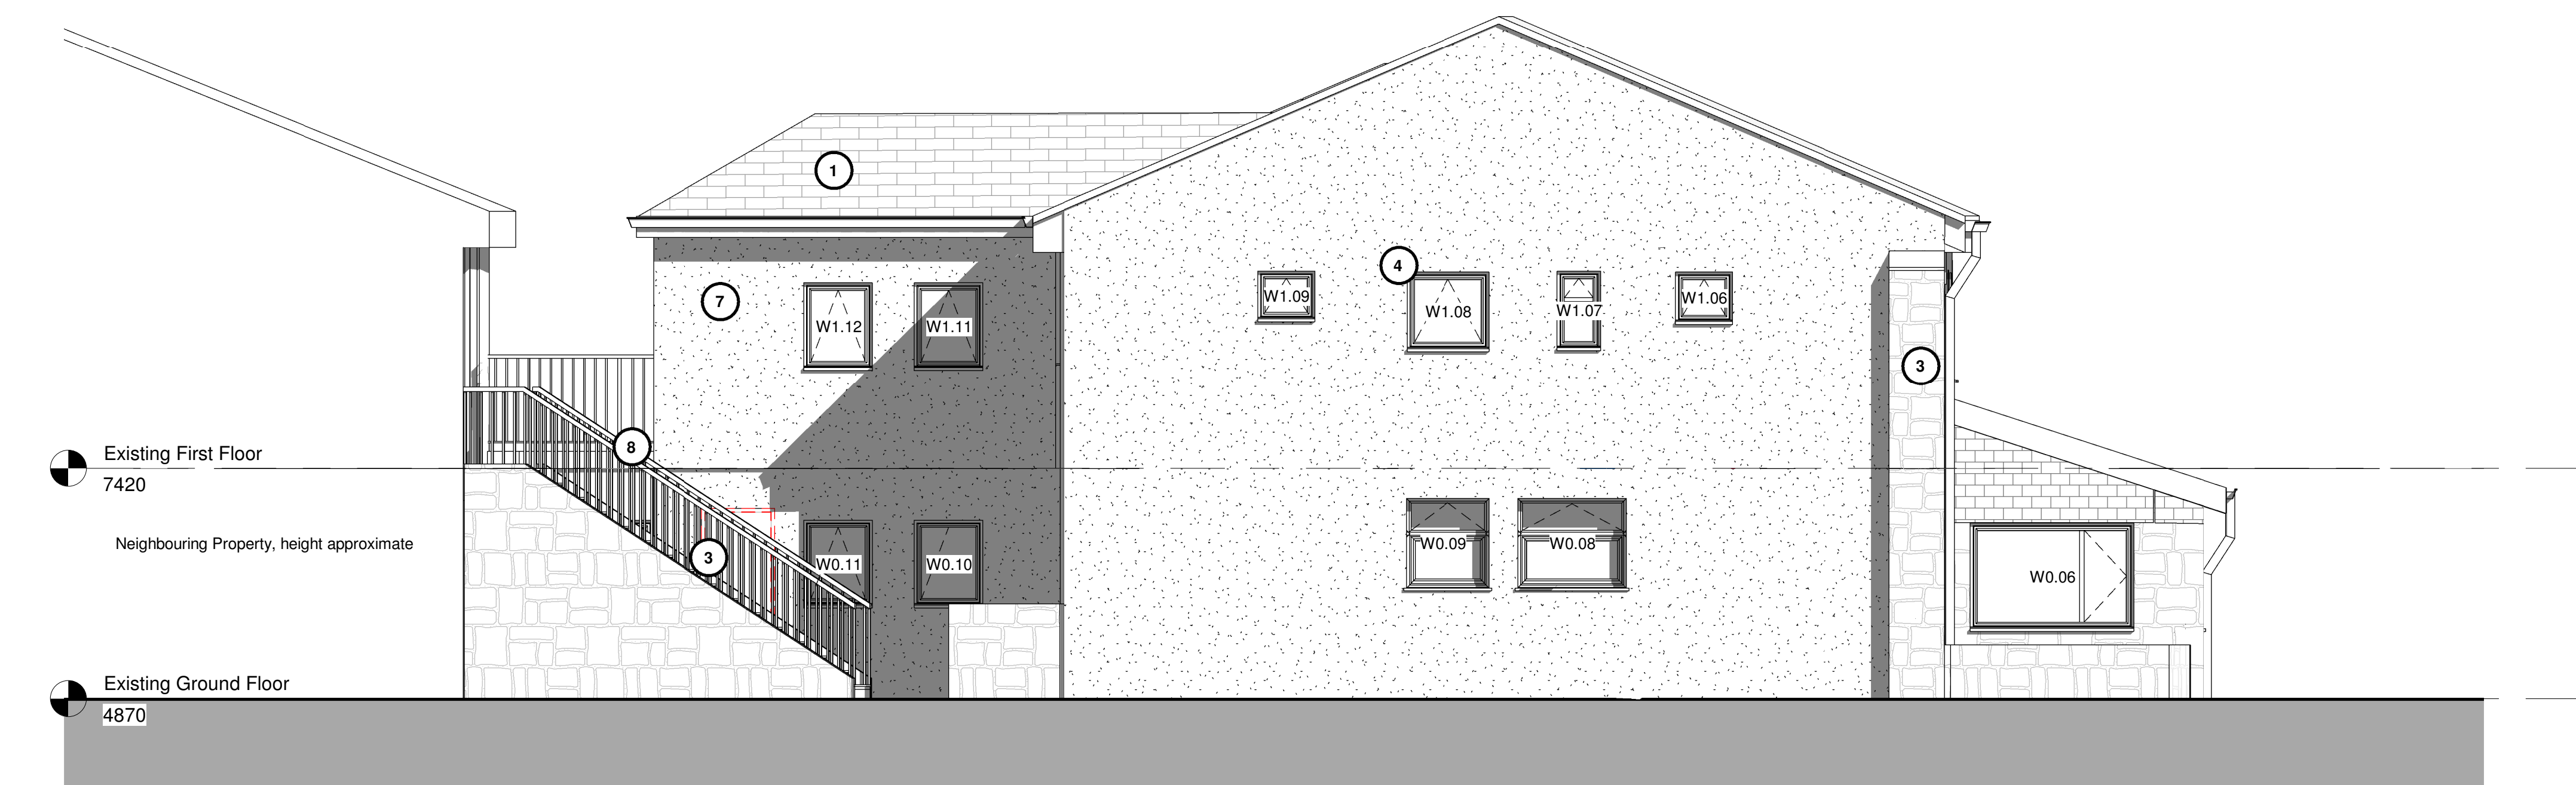 1
4
7
W1.12
W1.11
W1.09
W1.08
W1.07
W1.06
3
8
Existing First Floor
7420
Neighbouring Property, height approximate
3
W0.11
W0.10
W0.09
W0.08
W0.06
Existing Ground Floor
4870